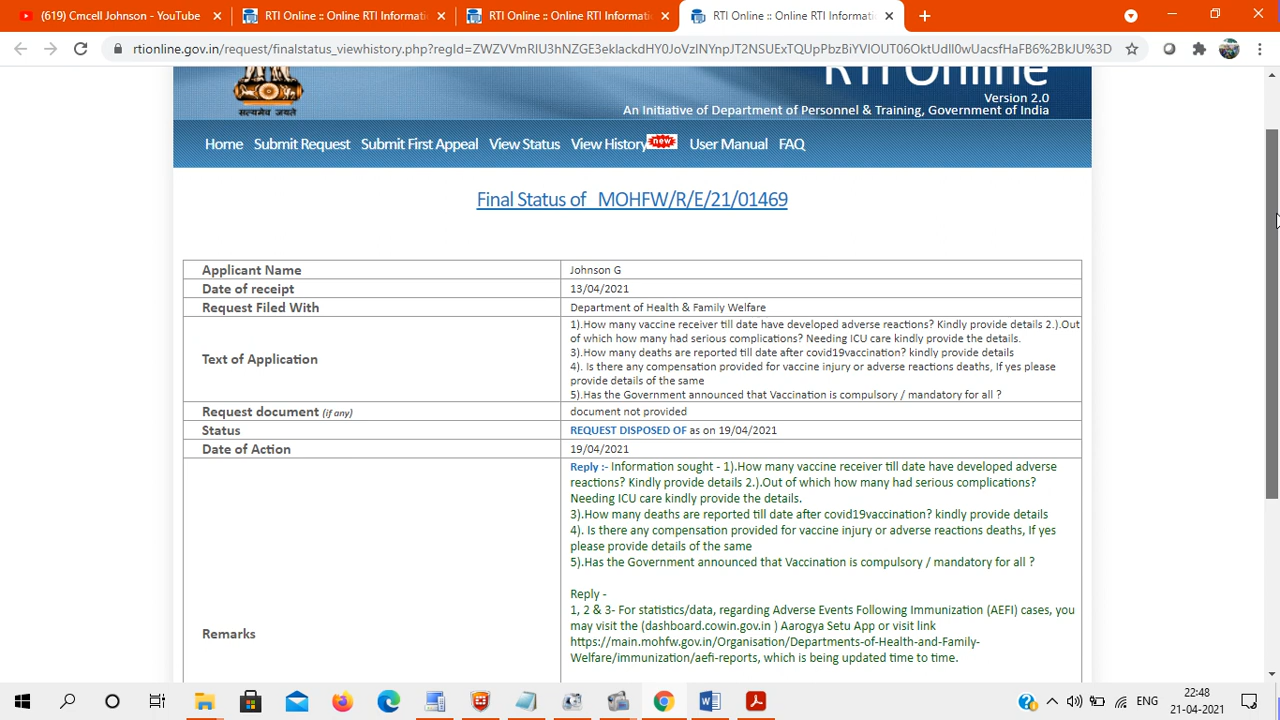 (619) Cmcell Johnson - YouTube
RTI Online :: Online RTI Informati
RTI Online :: Online RTI Informati
RTI Online :: Online RTI Informati
rtionline.gov.in/request/finalstatus_viewhistory.php?regId=
सत्यमेव जयते
RTI Online
Version 2.0
An Initiative of Department of Personnel & Training, Government of India
Home Submit Request Submit First Appeal View Status View History new User Manual FAQ
Final Status of MOHFW/R/E/21/01469
Applicant Name Johnson G
Date of receipt 13/04/2021
Request Filed With Department of Health & Family Welfare
Text of Application
1).How many vaccine receiver till date have developed adverse reactions? Kindly provide details 2.).Out
of which how many had serious complications? Needing ICU care kindly provide the details.
3).How many deaths are reported till date after covid19vaccination? kindly provide details
4). Is there any compensation provided for vaccine injury or adverse reactions deaths, If yes please
provide details of the same
5).Has the Government announced that Vaccination is compulsory / mandatory for all ?
Request document (if any) document not provided
Status REQUEST DISPOSED OF as on 19/04/2021
Date of Action 19/04/2021
Remarks
Reply :- Information sought - 1).How many vaccine receiver till date have developed adverse
reactions? Kindly provide details 2.).Out of which how many had serious complications?
Needing ICU care kindly provide the details.
3).How many deaths are reported till date after covid19vaccination? kindly provide details
4). Is there any compensation provided for vaccine injury or adverse reactions deaths, If yes
please provide details of the same
5).Has the Government announced that Vaccination is compulsory / mandatory for all ?
Reply -
1, 2 & 3- For statistics/data, regarding Adverse Events Following Immunization (AEFI) cases, you
may visit the (dashboard.cowin.gov.in ) Aarogya Setu App or visit link
https://main.mohfw.gov.in/Organisation/Departments-of-Health-and-Family-
Welfare/immunization/aefi-reports, which is being updated time to time.
ENG
22:48
21-04-2021